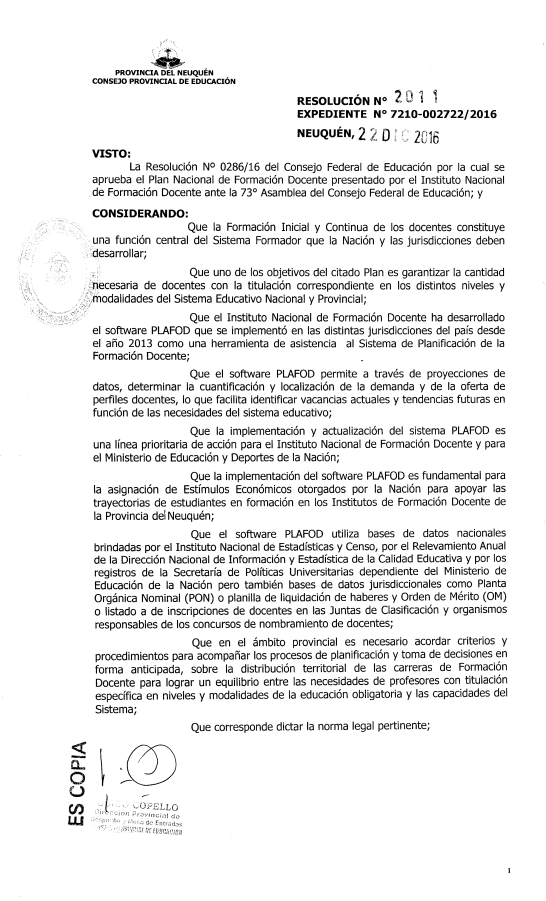 PROVINCIA DEL NEUQUÉN
CONSEJO PROVINCIAL DE EDUCACIÓN
RESOLUCIÓN Nº 2011
EXPEDIENTE Nº 7210-002722/2016
NEUQUÉN, 22 DIC 2016
VISTO:
La Resolución Nº 0286/16 del Consejo Federal de Educación por la cual se
aprueba el Plan Nacional de Formación Docente presentado por el Instituto Nacional
de Formación Docente ante la 73° Asamblea del Consejo Federal de Educación; y
CONSIDERANDO:
Que la Formación Inicial y Continua de los docentes constituye
una función central del Sistema Formador que la Nación y las jurisdicciones deben
desarrollar;
Que uno de los objetivos del citado Plan es garantizar la cantidad
necesaria de docentes con la titulación correspondiente en los distintos niveles y
modalidades del Sistema Educativo Nacional y Provincial;
Que el Instituto Nacional de Formación Docente ha desarrollado
el software PLAFOD que se implementó en las distintas jurisdicciones del país desde
el año 2013 como una herramienta de asistencia al Sistema de Planificación de la
Formación Docente;
Que el software PLAFOD permite a través de proyecciones de
datos, determinar la cuantificación y localización de la demanda y de la oferta de
perfiles docentes, lo que facilita identificar vacancias actuales y tendencias futuras en
función de las necesidades del sistema educativo;
Que la implementación y actualización del sistema PLAFOD es
una línea prioritaria de acción para el Instituto Nacional de Formación Docente y para
el Ministerio de Educación y Deportes de la Nación;
Que la implementación del software PLAFOD es fundamental para
la asignación de Estímulos Económicos otorgados por la Nación para apoyar las
trayectorias de estudiantes en formación en los Institutos de Formación Docente de
la Provincia del Neuquén;
Que el software PLAFOD utiliza bases de datos nacionales
brindadas por el Instituto Nacional de Estadísticas y Censo, por el Relevamiento Anual
de la Dirección Nacional de Información y Estadística de la Calidad Educativa y por los
registros de la Secretaría de Políticas Universitarias dependiente del Ministerio de
Educación de la Nación pero también bases de datos jurisdiccionales como Planta
Orgánica Nominal (PON) o planilla de liquidación de haberes y Orden de Mérito (OM)
o listado a de inscripciones de docentes en las Juntas de Clasificación y organismos
responsables de los concursos de nombramiento de docentes;
Que en el ámbito provincial es necesario acordar criterios y
procedimientos para acompañar los procesos de planificación y toma de decisiones en
forma anticipada, sobre la distribución territorial de las carreras de Formación
Docente para lograr un equilibrio entre las necesidades de profesores con titulación
específica en niveles y modalidades de la educación obligatoria y las capacidades del
Sistema;
Que corresponde dictar la norma legal pertinente;
ES COPIA
COPELLO
Dirección Provincial de
de Entradas
DE EDUCACIÓN
1